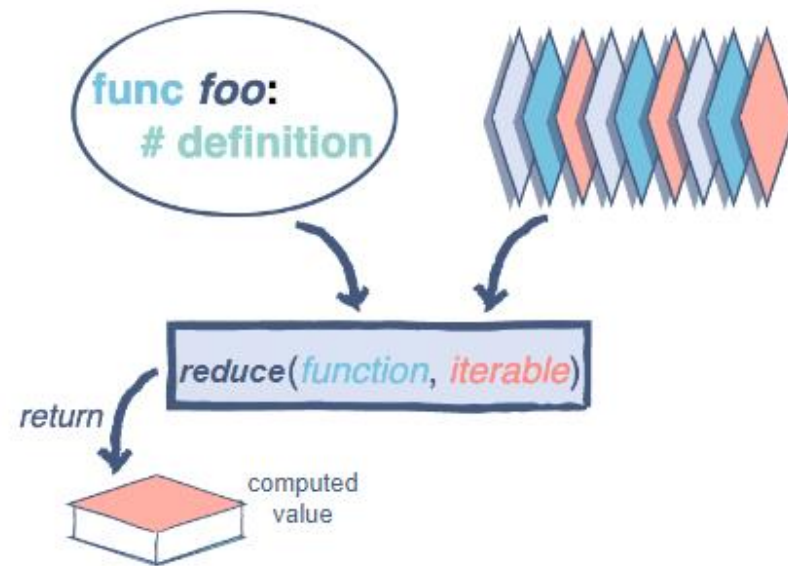 func foo:
# definition
reduce(function, iterable)
return
computed
value